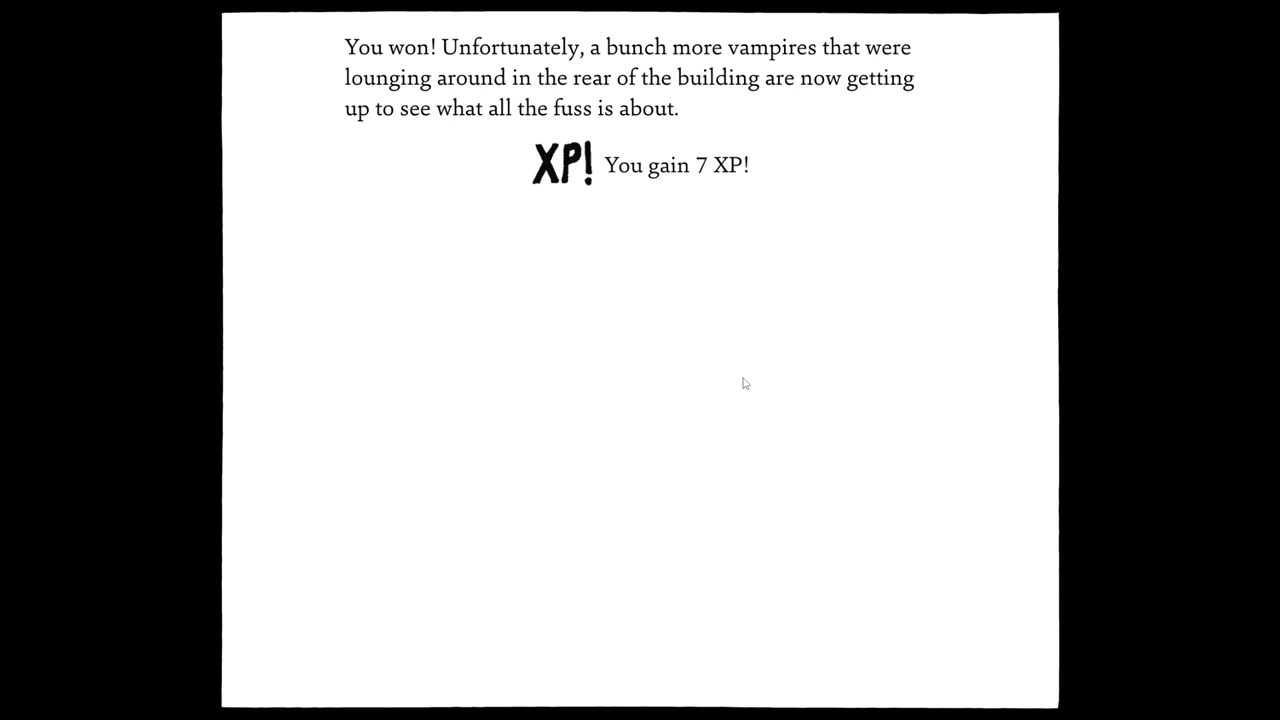 You won! Unfortunately, a bunch more vampires that were
lounging around in the rear of the building are now getting
up to see what all the fuss is about.
XP! You gain 7 XP!